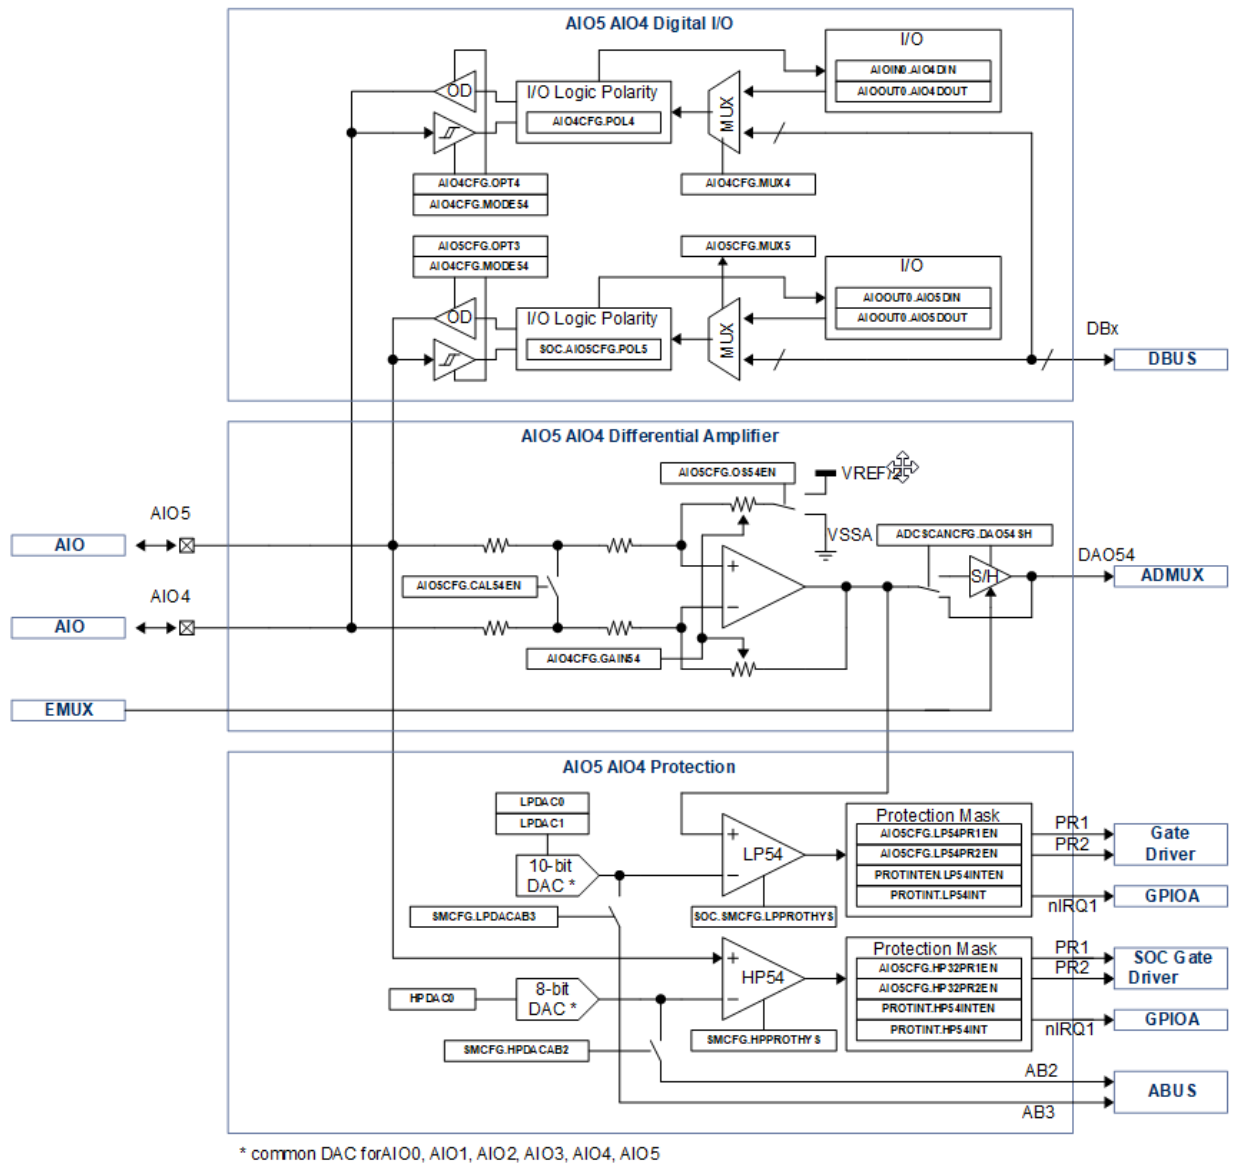 AIO5 AIO4 Digital I/O
I/O
AIOIN0.AIO4DIN
AIOOUT0.AIO4DOUT
OD
I/O Logic Polarity
AIO4CFG.POL4
MUX
AIO4CFG.OPT4
AIO4CFG.MODE54
AIO4CFG.MUX4
AIO5CFG.OPT3
AIO4CFG.MODE54
AIO5CFG.MUX5
I/O
AIOOUT0.AIO5DIN
AIOOUT0.AIO5DOUT
OD
I/O Logic Polarity
SOC.AIO5CFG.POL5
MUX
DBx
DBUS
AIO5 AIO4 Differential Amplifier
AIO5CFG.OS54EN
VREF/2
AIO5
VSSA
ADCSCANCFG.DAO54SH
AIO
DAO54
S/H
ADMUX
AIO5CFG.CAL54EN
+
−
AIO4
AIO
AIO4CFG.GAIN54
EMUX
AIO5 AIO4 Protection
LPDAC0
LPDAC1
10-bit
DAC *
+
LP54
−
Protection Mask
AIO5CFG.LP54PR1EN
AIO5CFG.LP54PR2EN
PROTINTEN.LP54INTEN
PROTINT.LP54INT
PR1
PR2
nIRQ1
Gate
Driver
GPIOA
SMCFG.LPDACAB3
SOC.SMCFG.LPPROTHYS
+
HP54
−
Protection Mask
AIO5CFG.HP32PR1EN
AIO5CFG.HP32PR2EN
PROTINT.HP54INTEN
PROTINT.HP54INT
PR1
PR2
nIRQ1
SOC Gate
Driver
GPIOA
HPDAC0
8-bit
DAC *
SMCFG.HPPROTHYS
SMCFG.HPDACAB2
AB2
AB3
ABUS
* common DAC forAIO0, AIO1, AIO2, AIO3, AIO4, AIO5